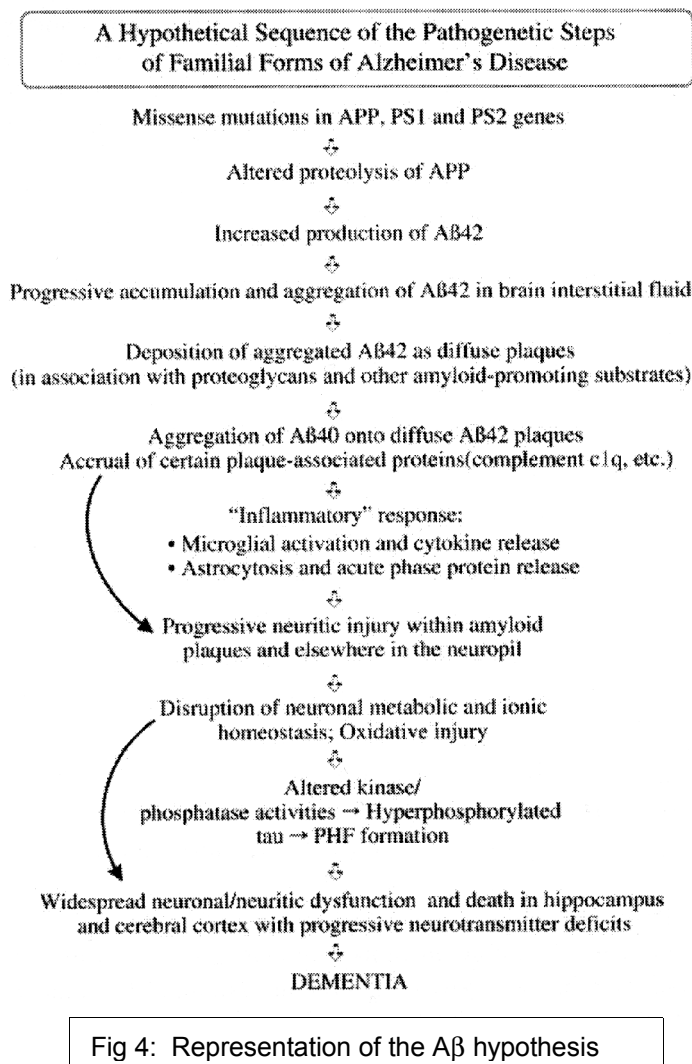 A Hypothetical Sequence of the Pathogenetic Steps
of Familial Forms of Alzheimer's Disease
Missense mutations in APP, PS1 and PS2 genes
Altered proteolysis of APP
Increased production of Aß42
Progressive accumulation and aggregation of Aß42 in brain interstitial fluid
Deposition of aggregated Aß42 as diffuse plaques
(in association with proteoglycans and other amyloid-promoting substrates)
Aggregation of Aß40 onto diffuse Aß42 plaques
Accrual of certain plaque-associated proteins(complement c1q, etc.)
“Inflammatory” response:
• Microglial activation and cytokine release
• Astrocytosis and acute phase protein release
Progressive neuritic injury within amyloid
plaques and elsewhere in the neuropil
Disruption of neuronal metabolic and ionic
homeostasis; Oxidative injury
Altered kinase/
phosphatase activities → Hyperphosphorylated
tau → PHF formation
Widespread neuronal/neuritic dysfunction and death in hippocampus
and cerebral cortex with progressive neurotransmitter deficits
DEMENTIA
Fig 4: Representation of the Aβ hypothesis